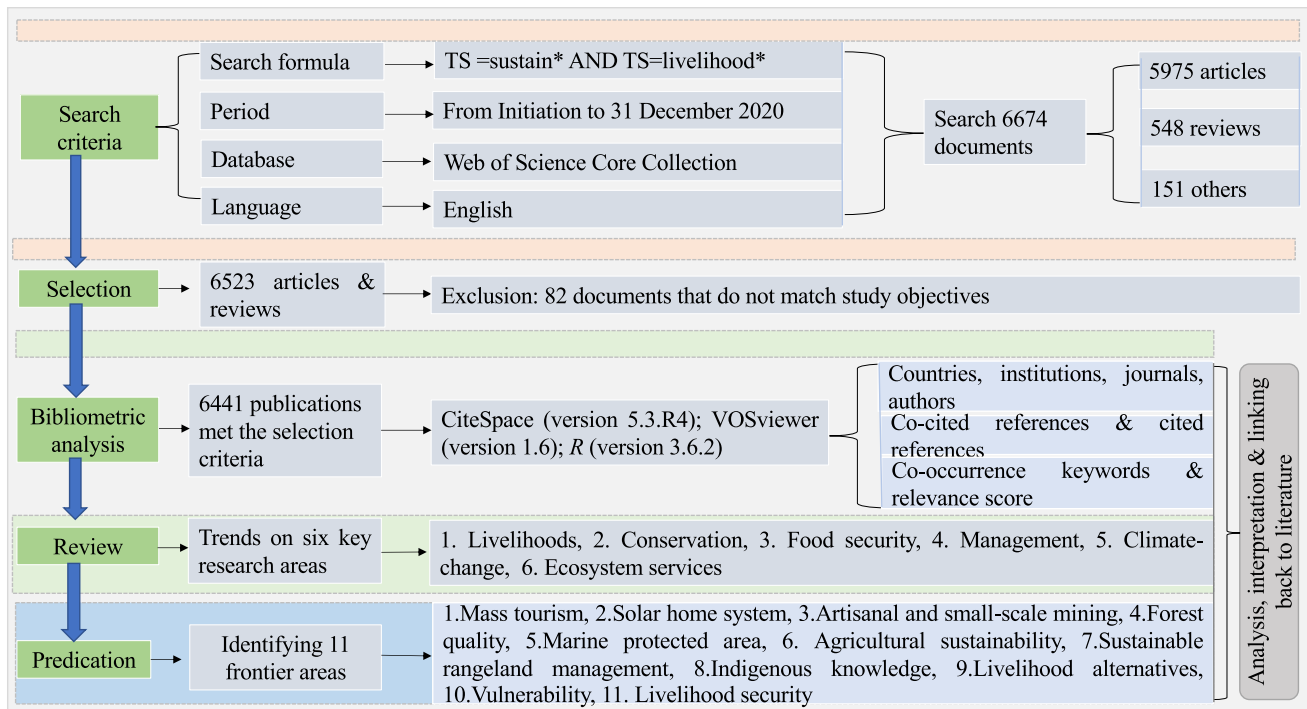 Search
criteria
Search formula
TS =sustain* AND TS=livelihood*
Period
From Initiation to 31 December 2020
Database
Web of Science Core Collection
Language
English
Search 6674
documents
5975 articles
548 reviews
151 others
Selection
6523 articles &
reviews
Exclusion: 82 documents that do not match study objectives
Bibliometric
analysis
6441 publications
met the selection
criteria
CiteSpace (version 5.3.R4); VOSviewer
(version 1.6); R (version 3.6.2)
Countries, institutions, journals,
authors
Co-cited references & cited
references
Co-occurrence keywords &
relevance score
Review
Trends on six key
research areas
1. Livelihoods, 2. Conservation, 3. Food security, 4. Management, 5. Climate-
change, 6. Ecosystem services
Predication
Identifying 11
frontier areas
1.Mass tourism, 2.Solar home system, 3.Artisanal and small-scale mining, 4.Forest
quality, 5.Marine protected area, 6. Agricultural sustainability, 7.Sustainable
rangeland management, 8.Indigenous knowledge, 9.Livelihood alternatives,
10.Vulnerability, 11. Livelihood security
Analysis, interpretation & linking
back to literature